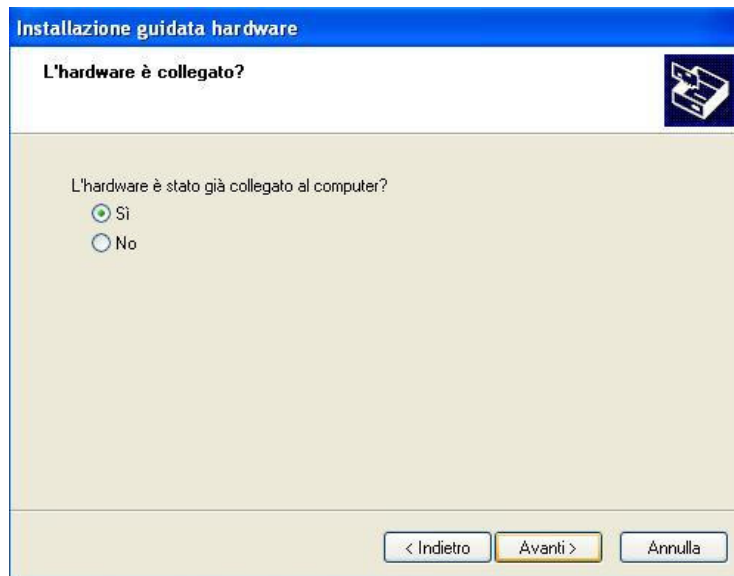 Installazione guidata hardware
L'hardware è collegato?
L'hardware è stato già collegato al computer?
Sì
No
< Indietro Avanti > Annulla